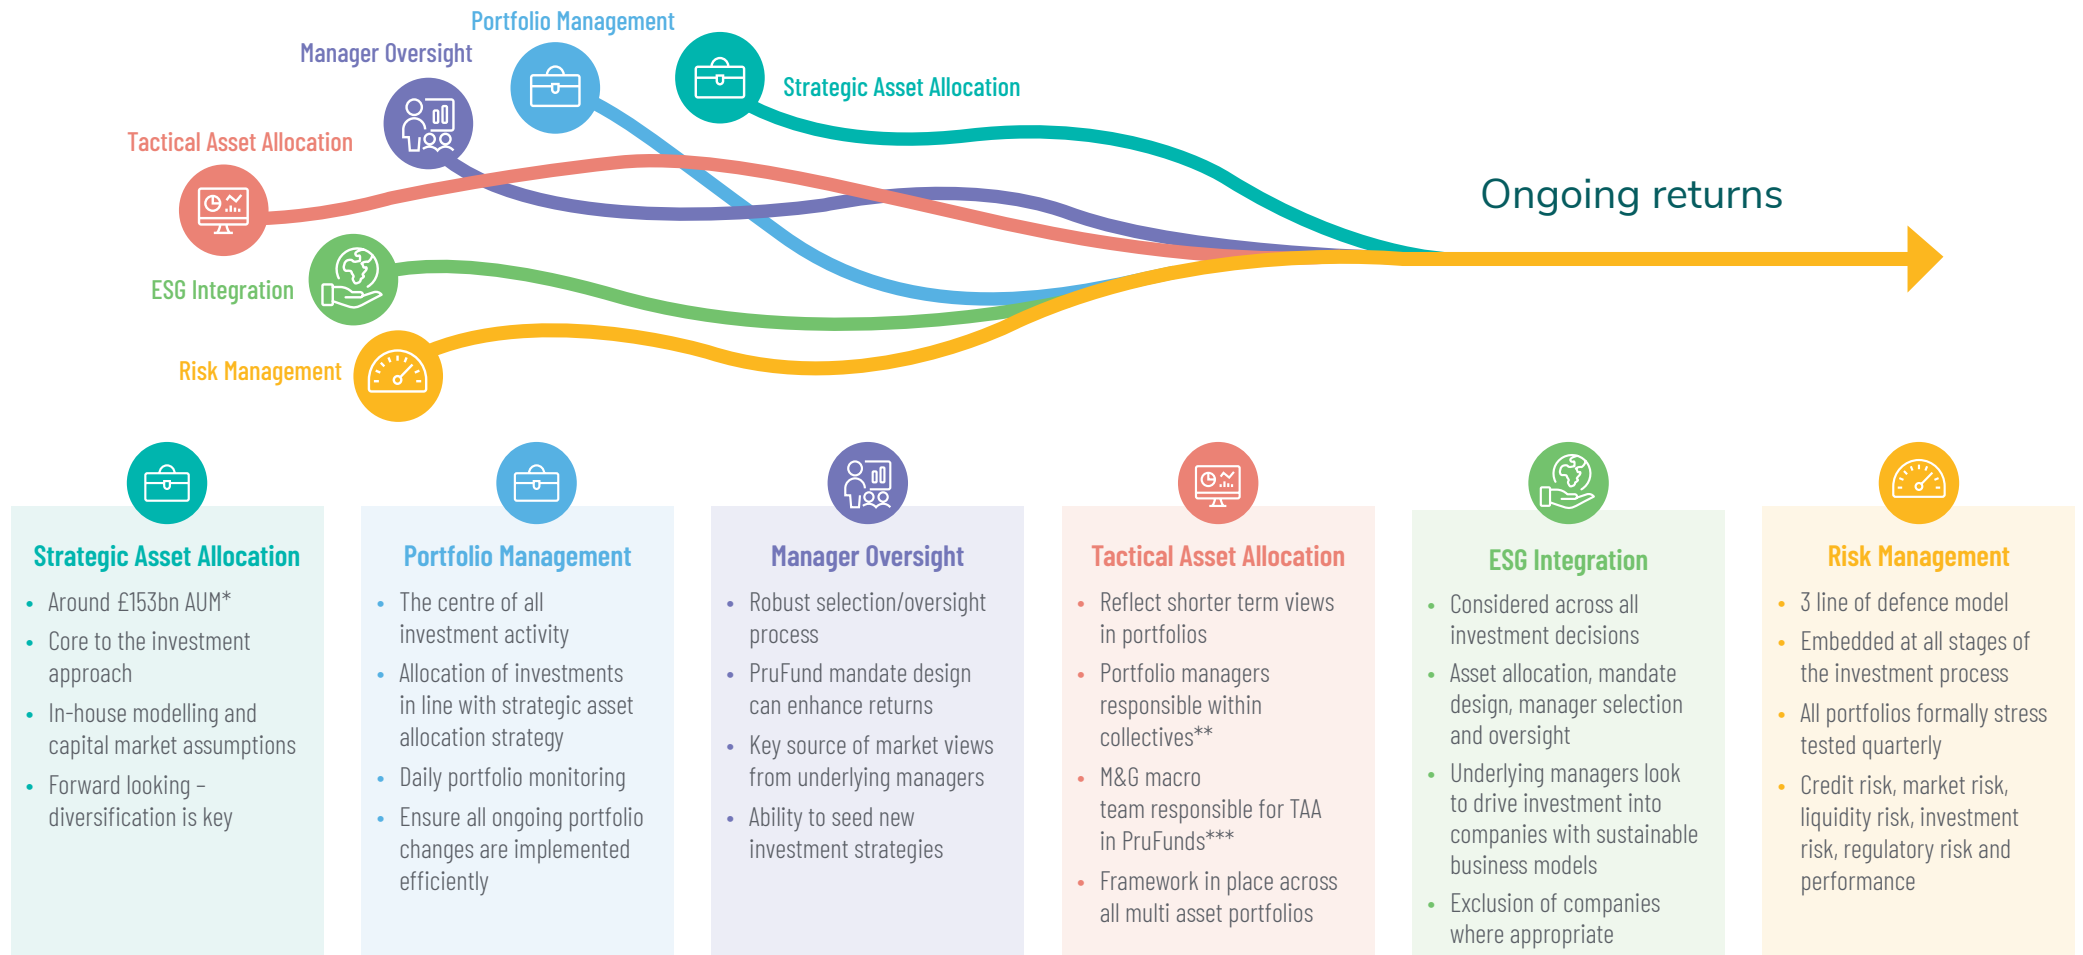 Portfolio Management
Manager Oversight
Strategic Asset Allocation
Tactical Asset Allocation
Ongoing returns
ESG Integration
Risk Management
Strategic Asset Allocation
• Around £153bn AUM*
• Core to the investment
approach
• In-house modelling and
capital market assumptions
• Forward looking –
diversification is key
Portfolio Management
• The centre of all
investment activity
• Allocation of investments
in line with strategic asset
allocation strategy
• Daily portfolio monitoring
• Ensure all ongoing portfolio
changes are implemented
efficiently
Manager Oversight
• Robust selection/oversight
process
• PruFund mandate design
can enhance returns
• Key source of market views
from underlying managers
• Ability to seed new
investment strategies
Tactical Asset Allocation
• Reflect shorter term views
in portfolios
• Portfolio managers
responsible within
collectives**
• M&G macro
team responsible for TAA
in PruFunds***
• Framework in place across
all multi asset portfolios
ESG Integration
• Considered across all
investment decisions
• Asset allocation, mandate
design, manager selection
and oversight
• Underlying managers look
to drive investment into
companies with sustainable
business models
• Exclusion of companies
where appropriate
Risk Management
• 3 line of defence model
• Embedded at all stages of
the investment process
• All portfolios formally stress
tested quarterly
• Credit risk, market risk,
liquidity risk, investment
risk, regulatory risk and
performance